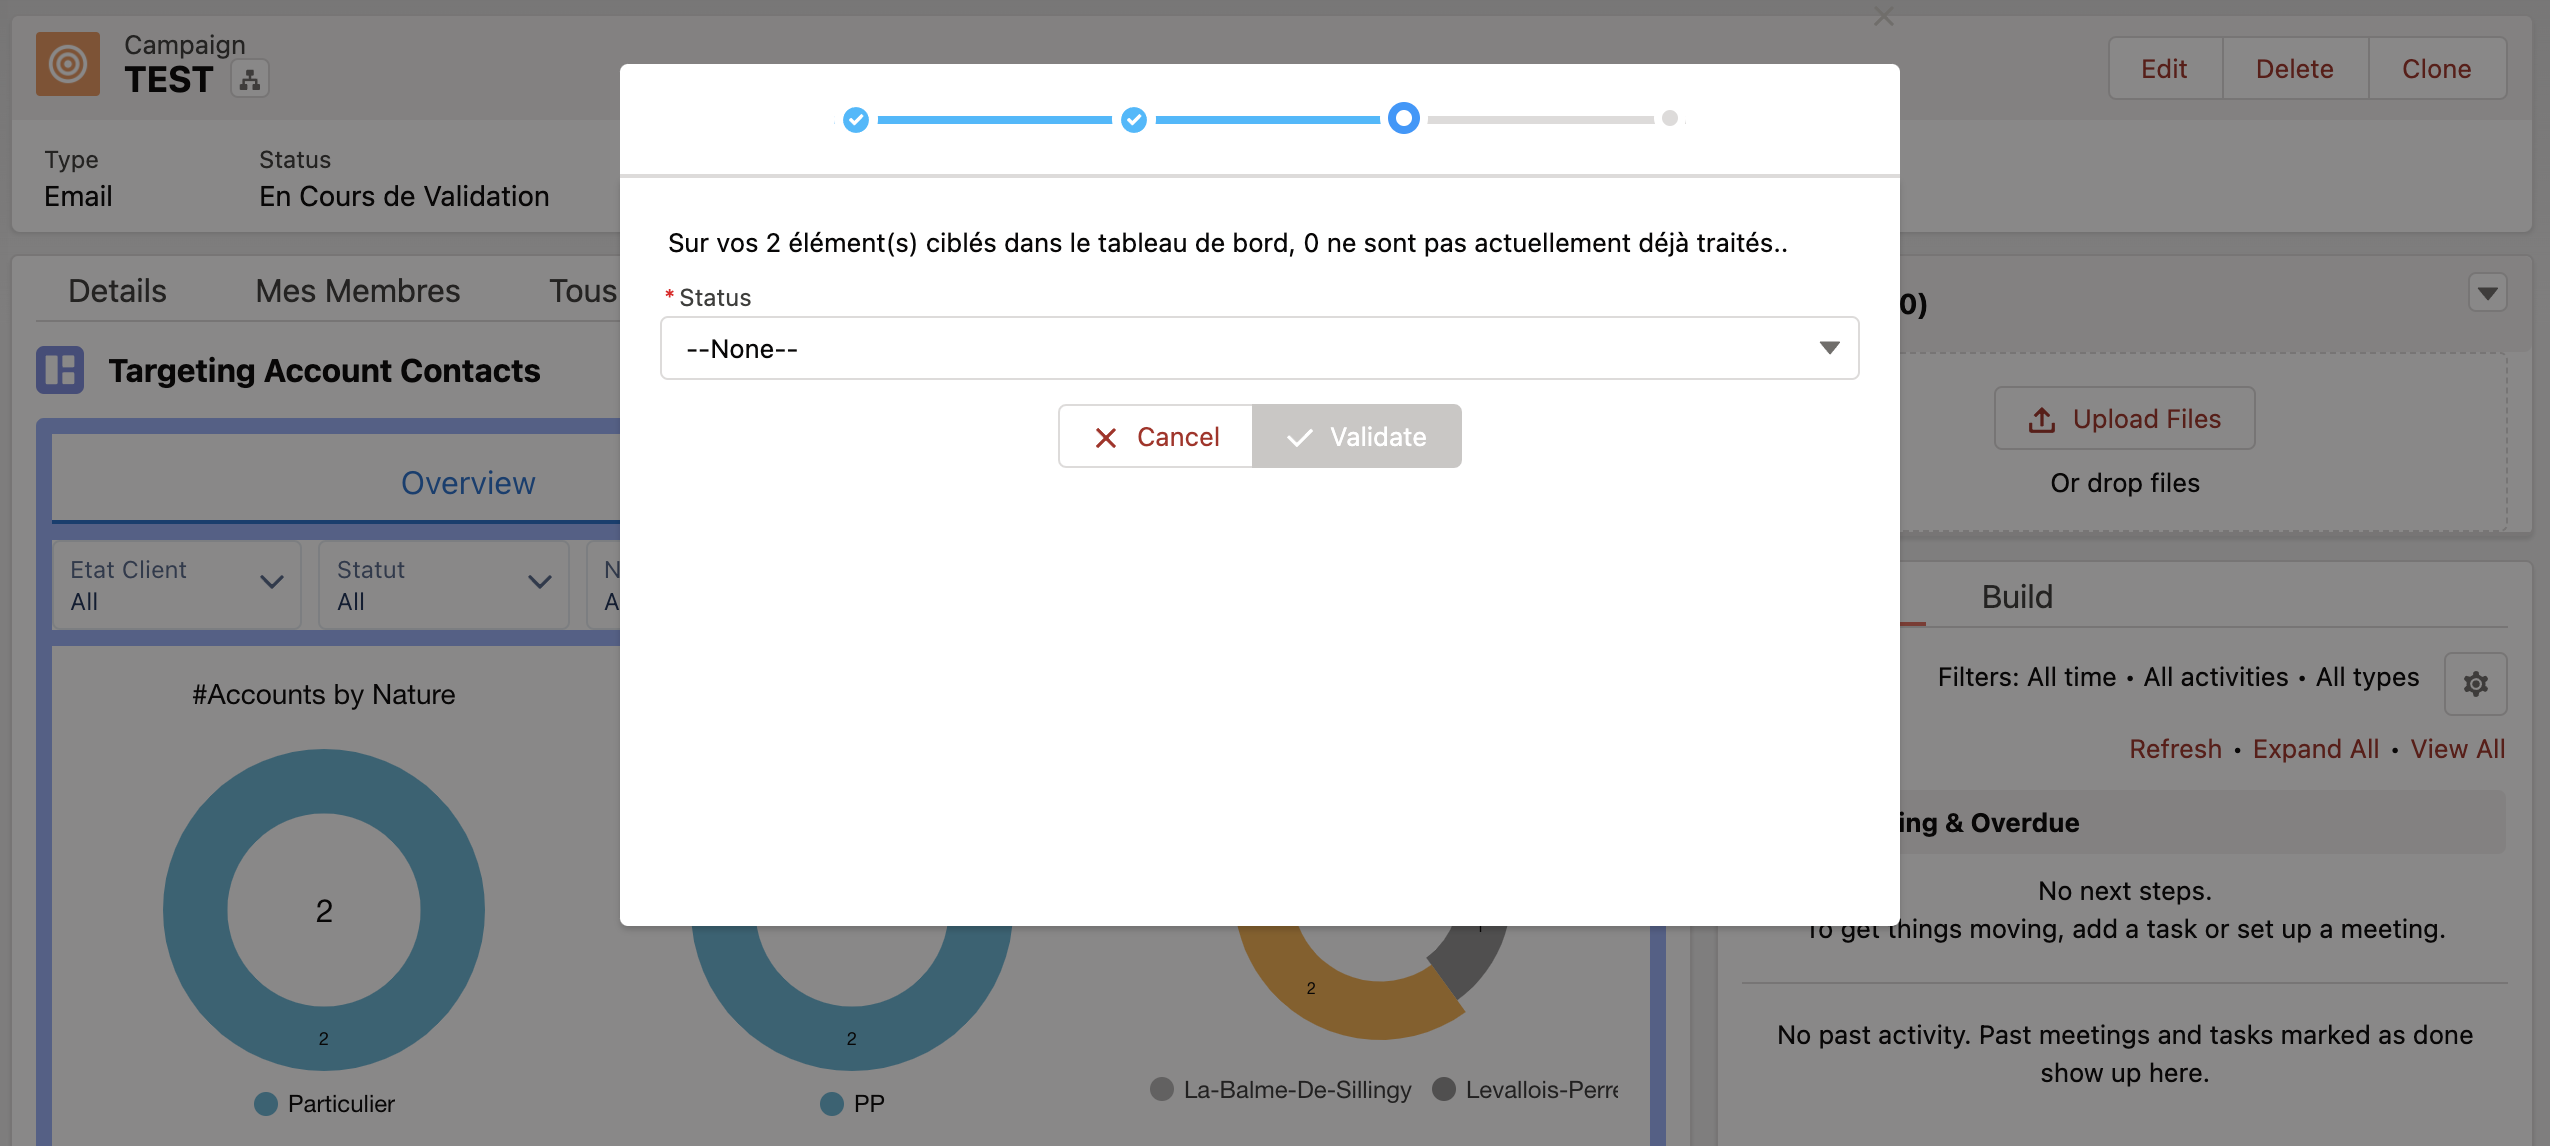 Campaign
TEST
Edit
Delete
Clone
Type
Status
Email
En Cours de Validation
Sur vos 2 élément(s) ciblés dans le tableau de bord, 0 ne sont pas actuellement déjà traités..
* Status
--None--
Cancel
Validate
Details
Mes Membres
Tous
0)
Targeting Account Contacts
Upload Files
Or drop files
Overview
Etat Client
All
Statut
All
Build
Filters: All time • All activities • All types
Refresh • Expand All • View All
#Accounts by Nature
2
2
Particulier
2
PP
2
La-Balme-De-Sillingy
Levallois-Perre
ing & Overdue
No next steps.
To get things moving, add a task or set up a meeting.
No past activity. Past meetings and tasks marked as done
show up here.